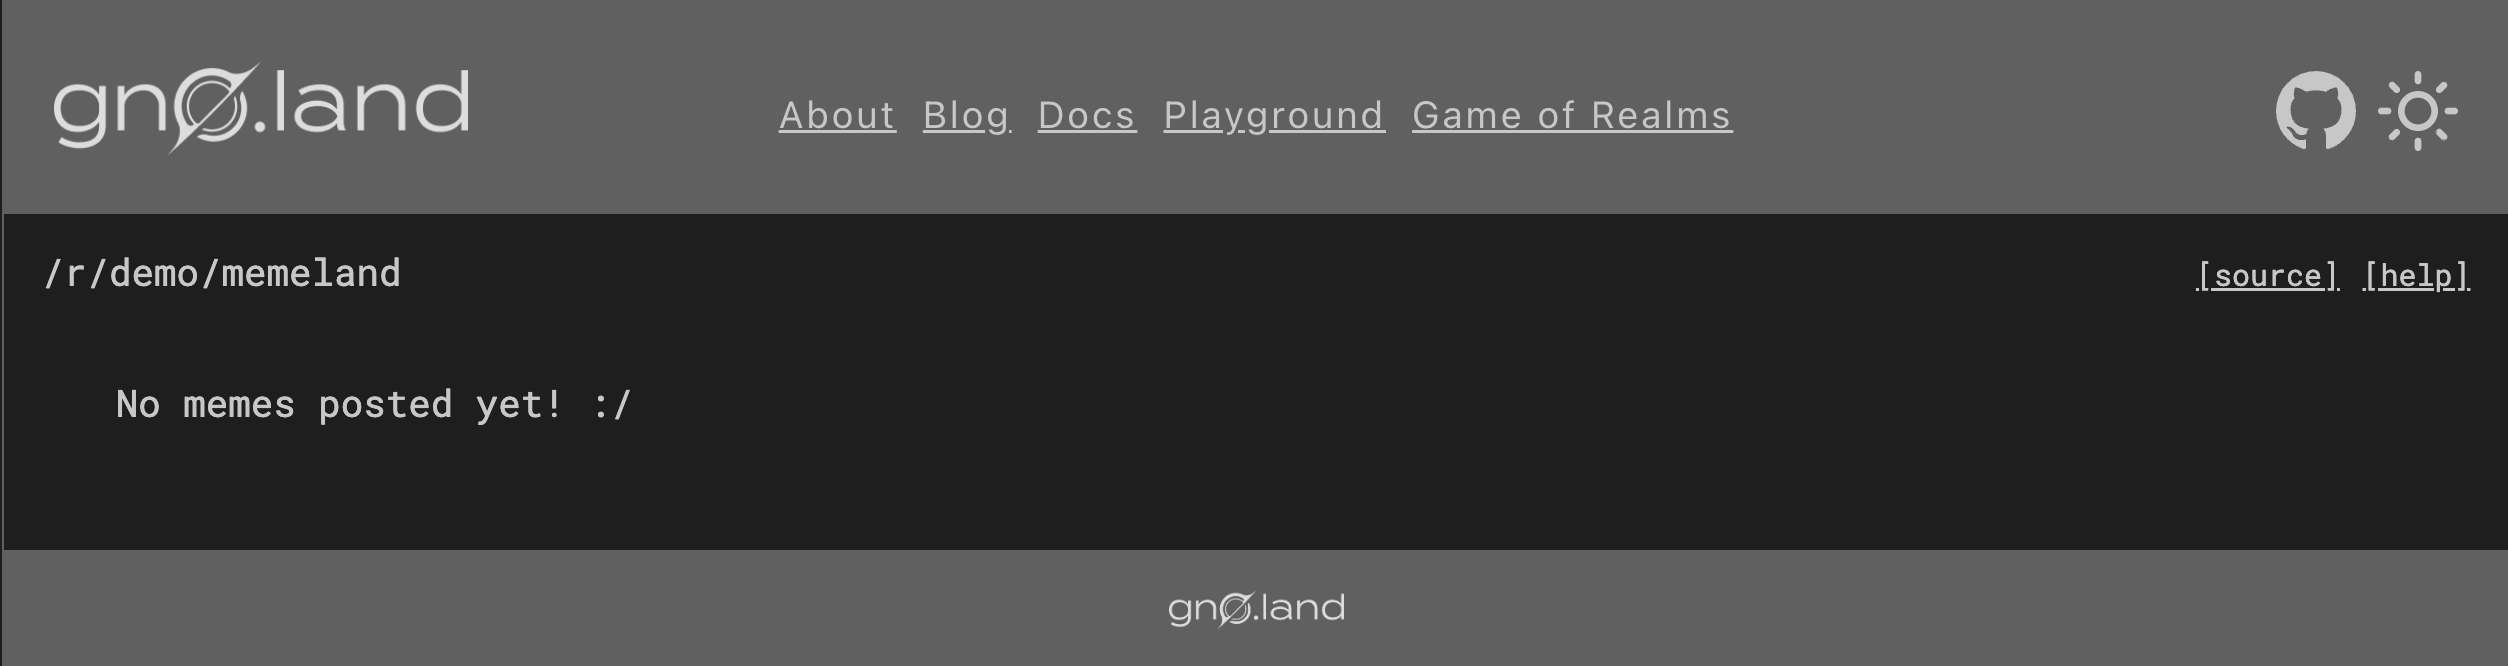 gnø.land
About Blog Docs Playground Game of Realms
/r/demo/memeland
[source] [help]
No memes posted yet! :/
gnø.land